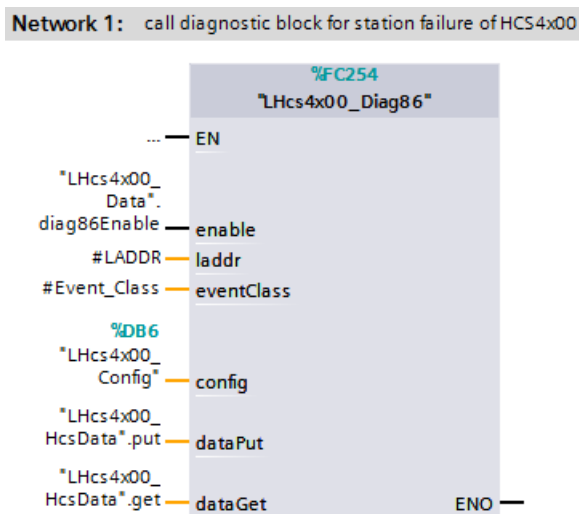 Network 1: call diagnostic block for station failure of HCS4x00
%FC254
"LHcs4x00_Diag86"
... EN
"LHcs4x00_
Data".
diag86Enable enable
#LADDR laddr
#Event_Class eventClass
%DB6
"LHcs4x00_
Config" config
"LHcs4x00_
HcsData".put dataPut
"LHcs4x00_
HcsData".get dataGet ENO